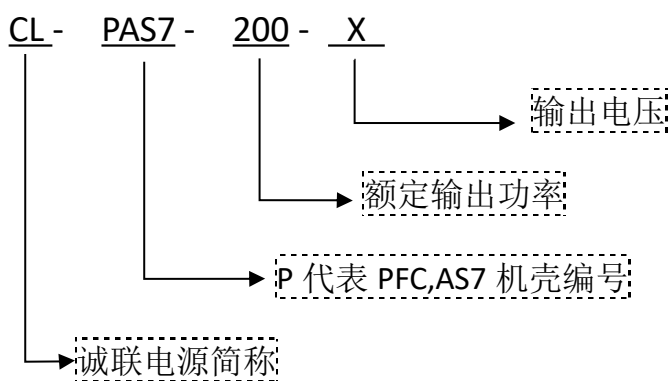 CL - PAS7 - 200 - X
输出电压
额定输出功率
P 代表 PFC,AS7 机壳编号
诚联电源简称